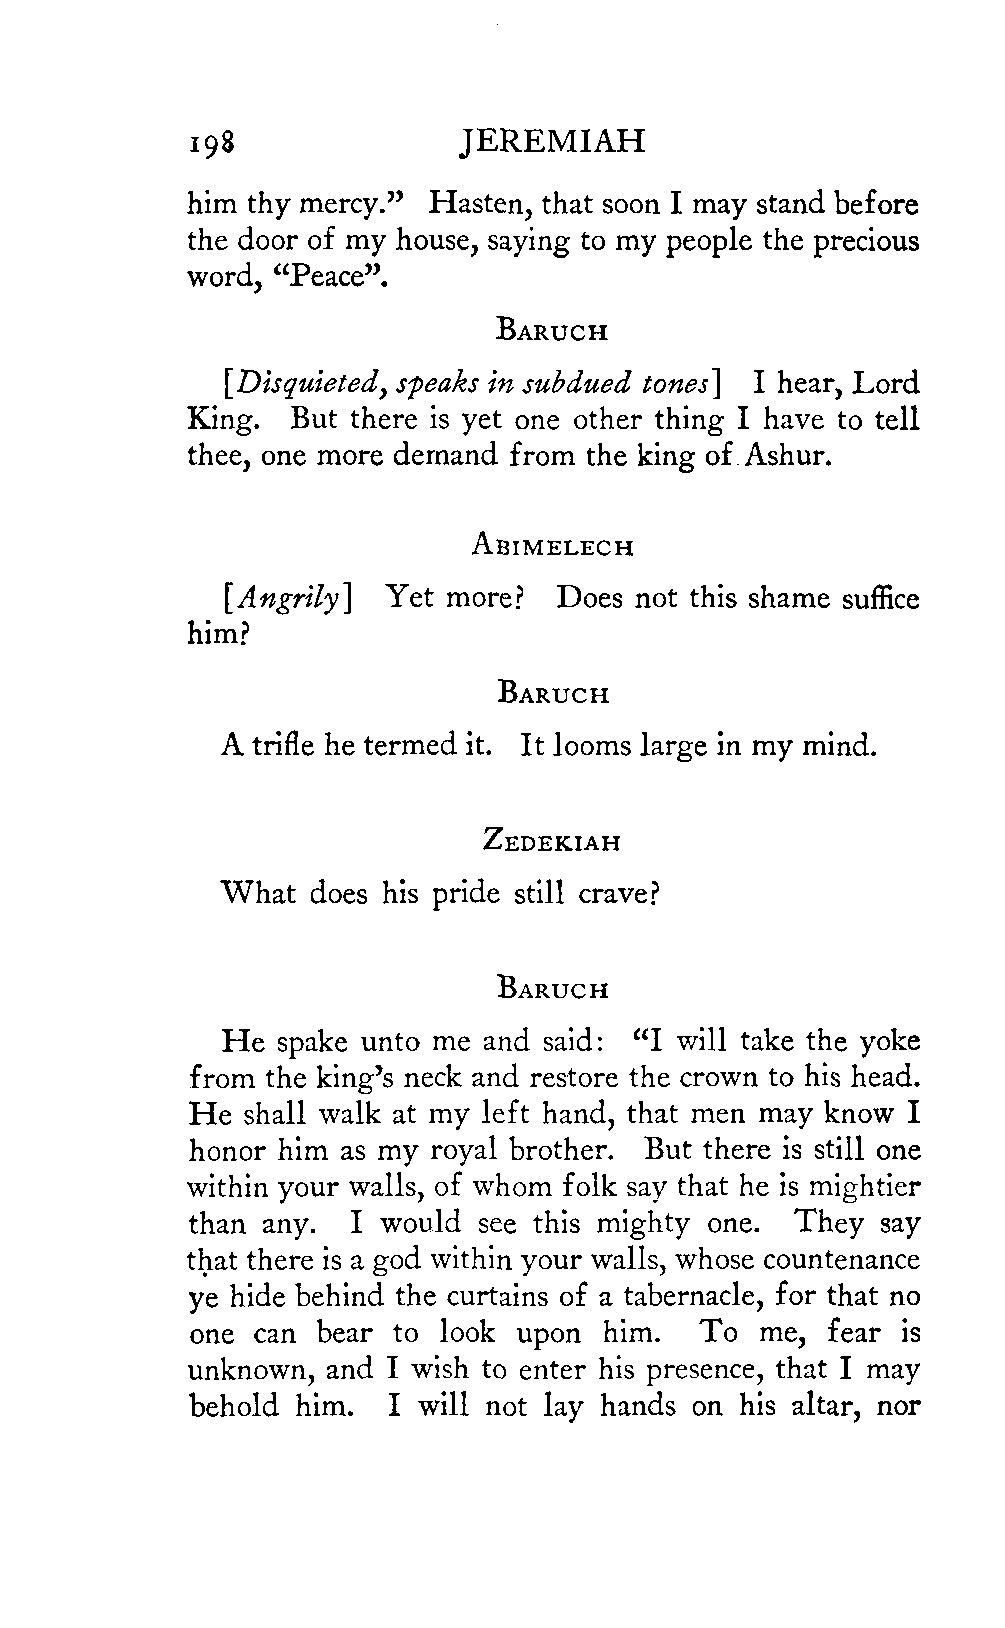 198 JEREMIAH
him thy mercy.” Hasten, that soon I may stand before
the door of my house, saying to my people the precious
word, “Peace”.
BARUCH
[Disquieted, speaks in subdued tones] I hear, Lord
King. But there is yet one other thing I have to tell
thee, one more demand from the king of Ashur.
ABIMELECH
[Angrily] Yet more? Does not this shame suffice
him?
BARUCH
A trifle he termed it. It looms large in my mind.
ZEDEKIAH
What does his pride still crave?
BARUCH
He spake unto me and said: “I will take the yoke
from the king’s neck and restore the crown to his head.
He shall walk at my left hand, that men may know I
honor him as my royal brother. But there is still one
within your walls, of whom folk say that he is mightier
than any. I would see this mighty one. They say
that there is a god within your walls, whose countenance
ye hide behind the curtains of a tabernacle, for that no
one can bear to look upon him. To me, fear is
unknown, and I wish to enter his presence, that I may
behold him. I will not lay hands on his altar, nor